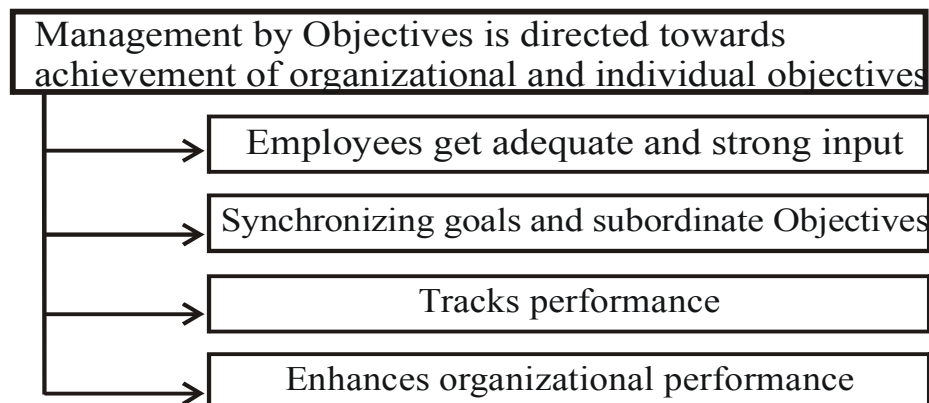 Management by Objectives is directed towards
achievement of organizational and individual objectives
Employees get adequate and strong input
Synchronizing goals and subordinate Objectives
Tracks performance
Enhances organizational performance